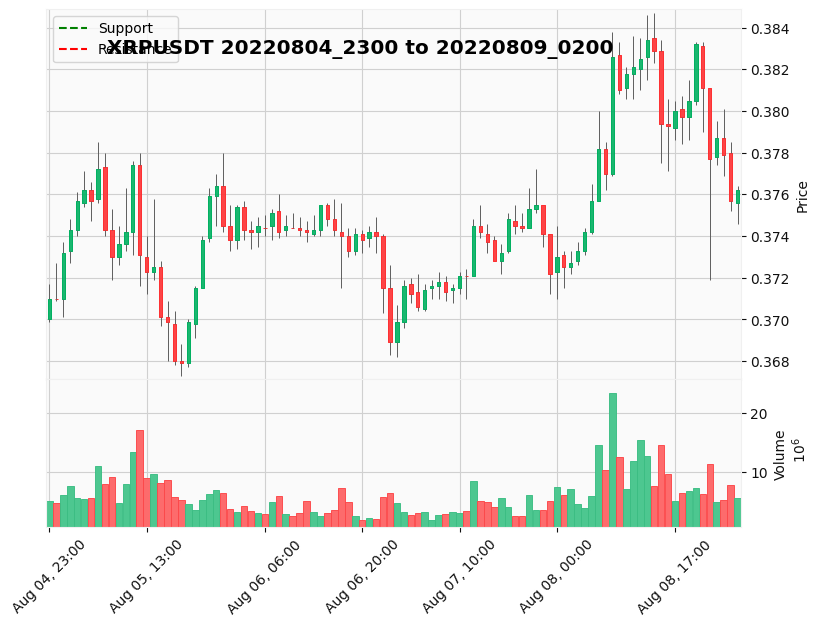 XRPUSDT 20220804_2300 to 20220809_0200
Support
Resistance
0.384
0.382
0.380
0.378
0.376
0.374
0.372
0.370
0.368
Price
20
10
Volume
10^6
Aug 04, 23:00
Aug 05, 13:00
Aug 06, 06:00
Aug 06, 20:00
Aug 07, 10:00
Aug 08, 00:00
Aug 08, 17:00